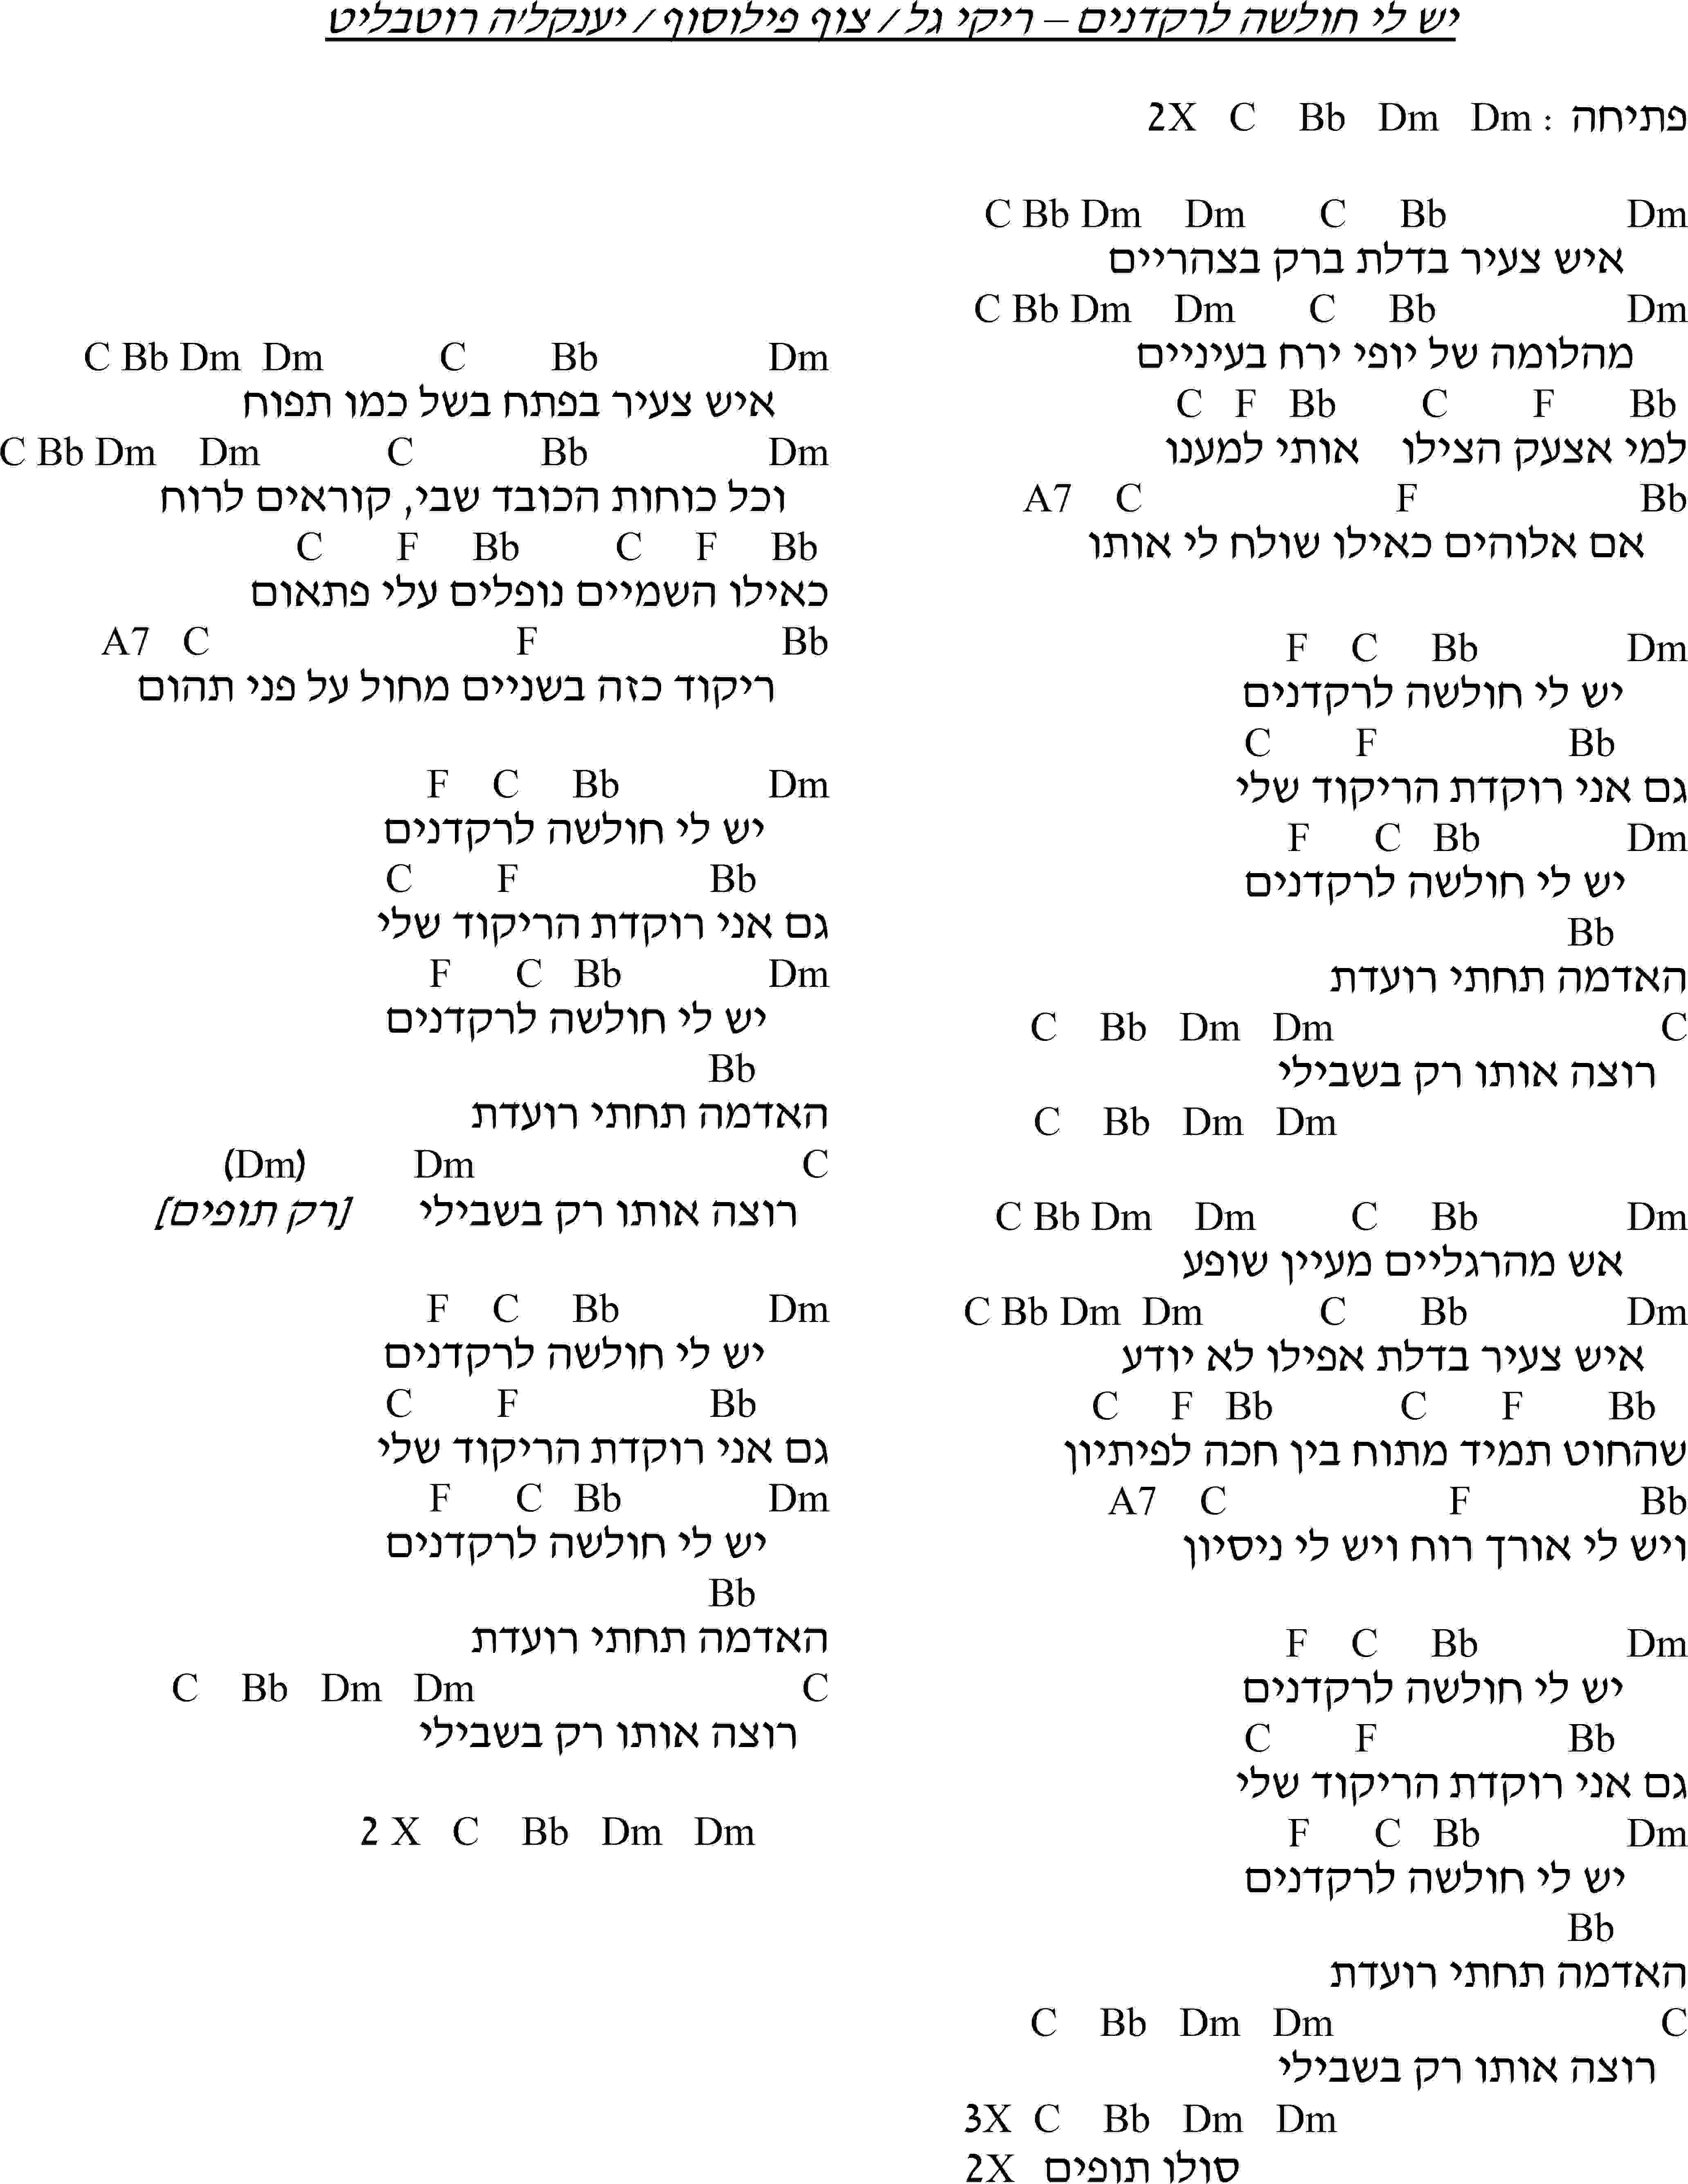 יש לי חולשה לרקדנים – ריקי גל / צוף פילוסוף / יענקל'ה רוטבליט
פתיחה : Dm Dm Bb C 2X
Dm Bb C Dm Dm Bb C
איש צעיר בדלת ברק בצהריים
Dm Bb C Dm Dm Bb C
מהלומה של יופי ירח בעיניים
Bb F C Bb F C
למי אצעק הצילו אותי למענו
Bb F C A7
אם אלוהים כאילו שולח לי אותו
Dm Bb C F
יש לי חולשה לרקדנים
Bb F C
גם אני רוקדת הריקוד שלי
Dm Bb C F
יש לי חולשה לרקדנים
Bb
האדמה תחתי רועדת
C Dm Dm Bb C
רוצה אותו רק בשבילי
Dm Dm Bb C
Dm Bb C Dm Dm Bb C
אש מהרגליים מעיין שופע
Dm Bb C Dm Dm Bb C
איש צעיר בדלת אפילו לא יודע
Bb F C Bb F C
שהחוט תמיד מתוח בין חכה לפיתיון
Bb F C A7
ויש לי אורך רוח ויש לי ניסיון
Dm Bb C F
יש לי חולשה לרקדנים
Bb F C
גם אני רוקדת הריקוד שלי
Dm Bb C F
יש לי חולשה לרקדנים
Bb
האדמה תחתי רועדת
C Dm Dm Bb C
רוצה אותו רק בשבילי
Dm Dm Bb C 3X
סולו תופים 2X
Dm Bb C Dm Dm Bb C
איש צעיר בפתח בשל כמו תפוח
Dm Bb C Dm Dm Bb C
וכל כוחות הכובד שבי, קוראים לרוח
Bb F C Bb F C
כאילו השמיים נופלים עלי פתאום
Bb F C A7
ריקוד כזה בשניים מחול על פני תהום
Dm Bb C F
יש לי חולשה לרקדנים
Bb F C
גם אני רוקדת הריקוד שלי
Dm Bb C F
יש לי חולשה לרקדנים
Bb
האדמה תחתי רועדת
C Dm (Dm)
רוצה אותו רק בשבילי [רק תופים]
Dm Bb C F
יש לי חולשה לרקדנים
Bb F C
גם אני רוקדת הריקוד שלי
Dm Bb C F
יש לי חולשה לרקדנים
Bb
האדמה תחתי רועדת
C Dm Dm Bb C
רוצה אותו רק בשבילי
Dm Dm Bb C 2 X